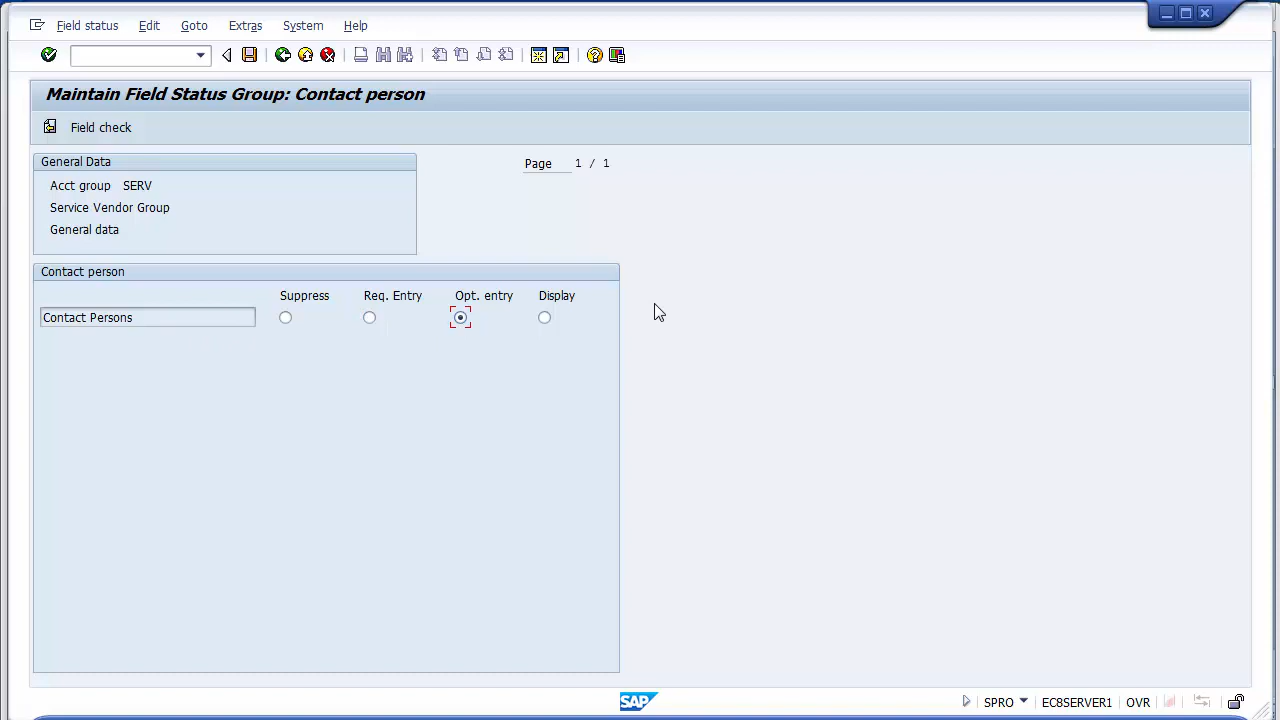 Field status Edit Goto Extras System Help
Maintain Field Status Group: Contact person
Field check
General Data
Page 1 / 1
Acct group SERV
Service Vendor Group
General data
Contact person
Suppress Req. Entry Opt. entry Display
Contact Persons
SAP SPRO EC8SERVER1 OVR